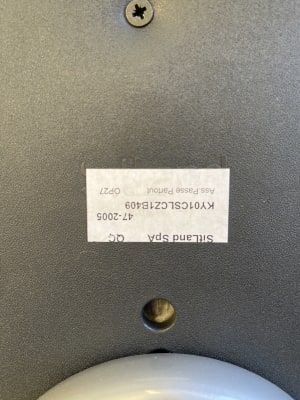 SitLand SpA QC
47-2005
KY01CSLCZ1B409
Ass.Passe Partout OP27